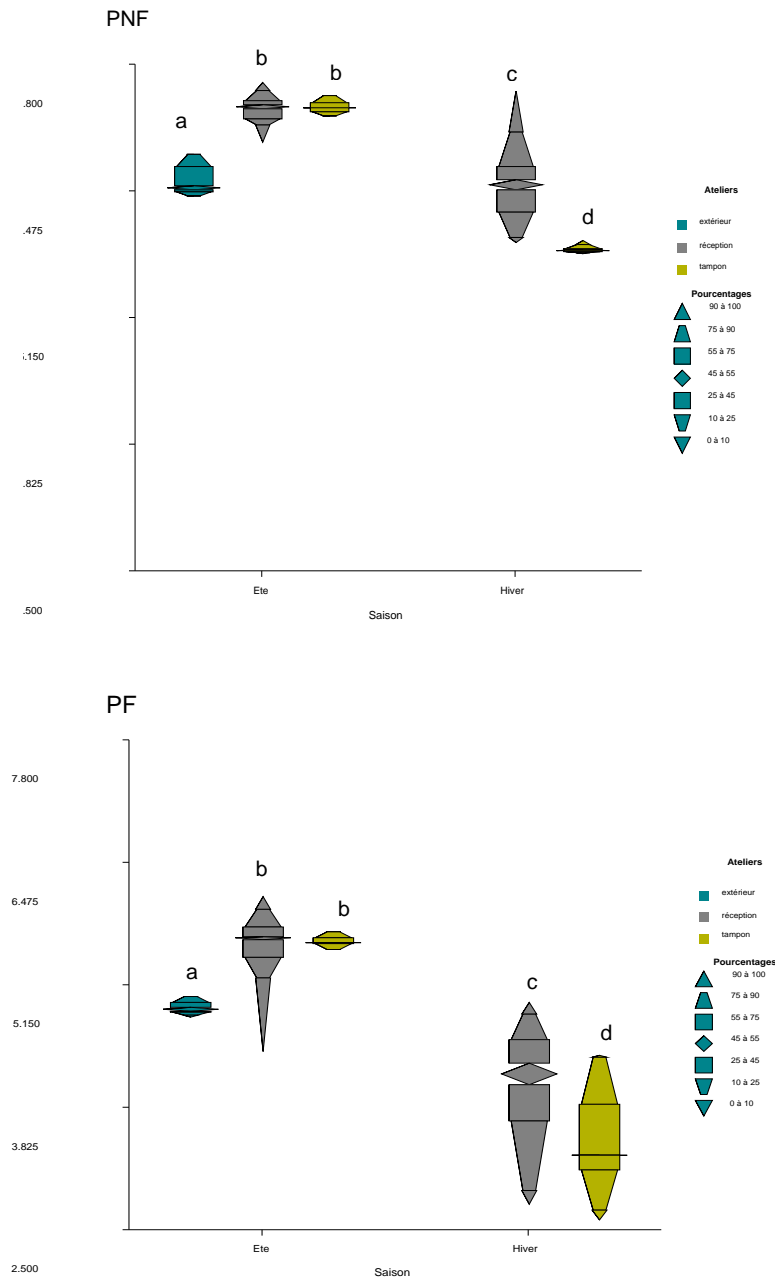 PNF
b
b
c
a
d
.800
.475
:.150
.825
.500
Ateliers
extérieur
réception
tampon
Pourcentages
90 à 100
75 à 90
55 à 75
45 à 55
25 à 45
10 à 25
0 à 10
Ete
Hiver
Saison
PF
b
b
a
c
d
7.800
6.475
5.150
3.825
2.500
Ateliers
extérieur
réception
tampon
Pourcentages
90 à 100
75 à 90
55 à 75
45 à 55
25 à 45
10 à 25
0 à 10
Ete
Hiver
Saison